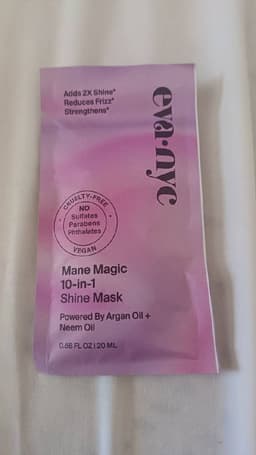 Adds 2X Shine*
Reduces Frizz*
Strengthens*
eva·nyc
CRUELTY-FREE
NO
Sulfates
Parabens
Phthalates
VEGAN
Mane Magic
10-in-1
Shine Mask
Powered By Argan Oil +
Neem Oil
0.68 FL OZ | 20 ML